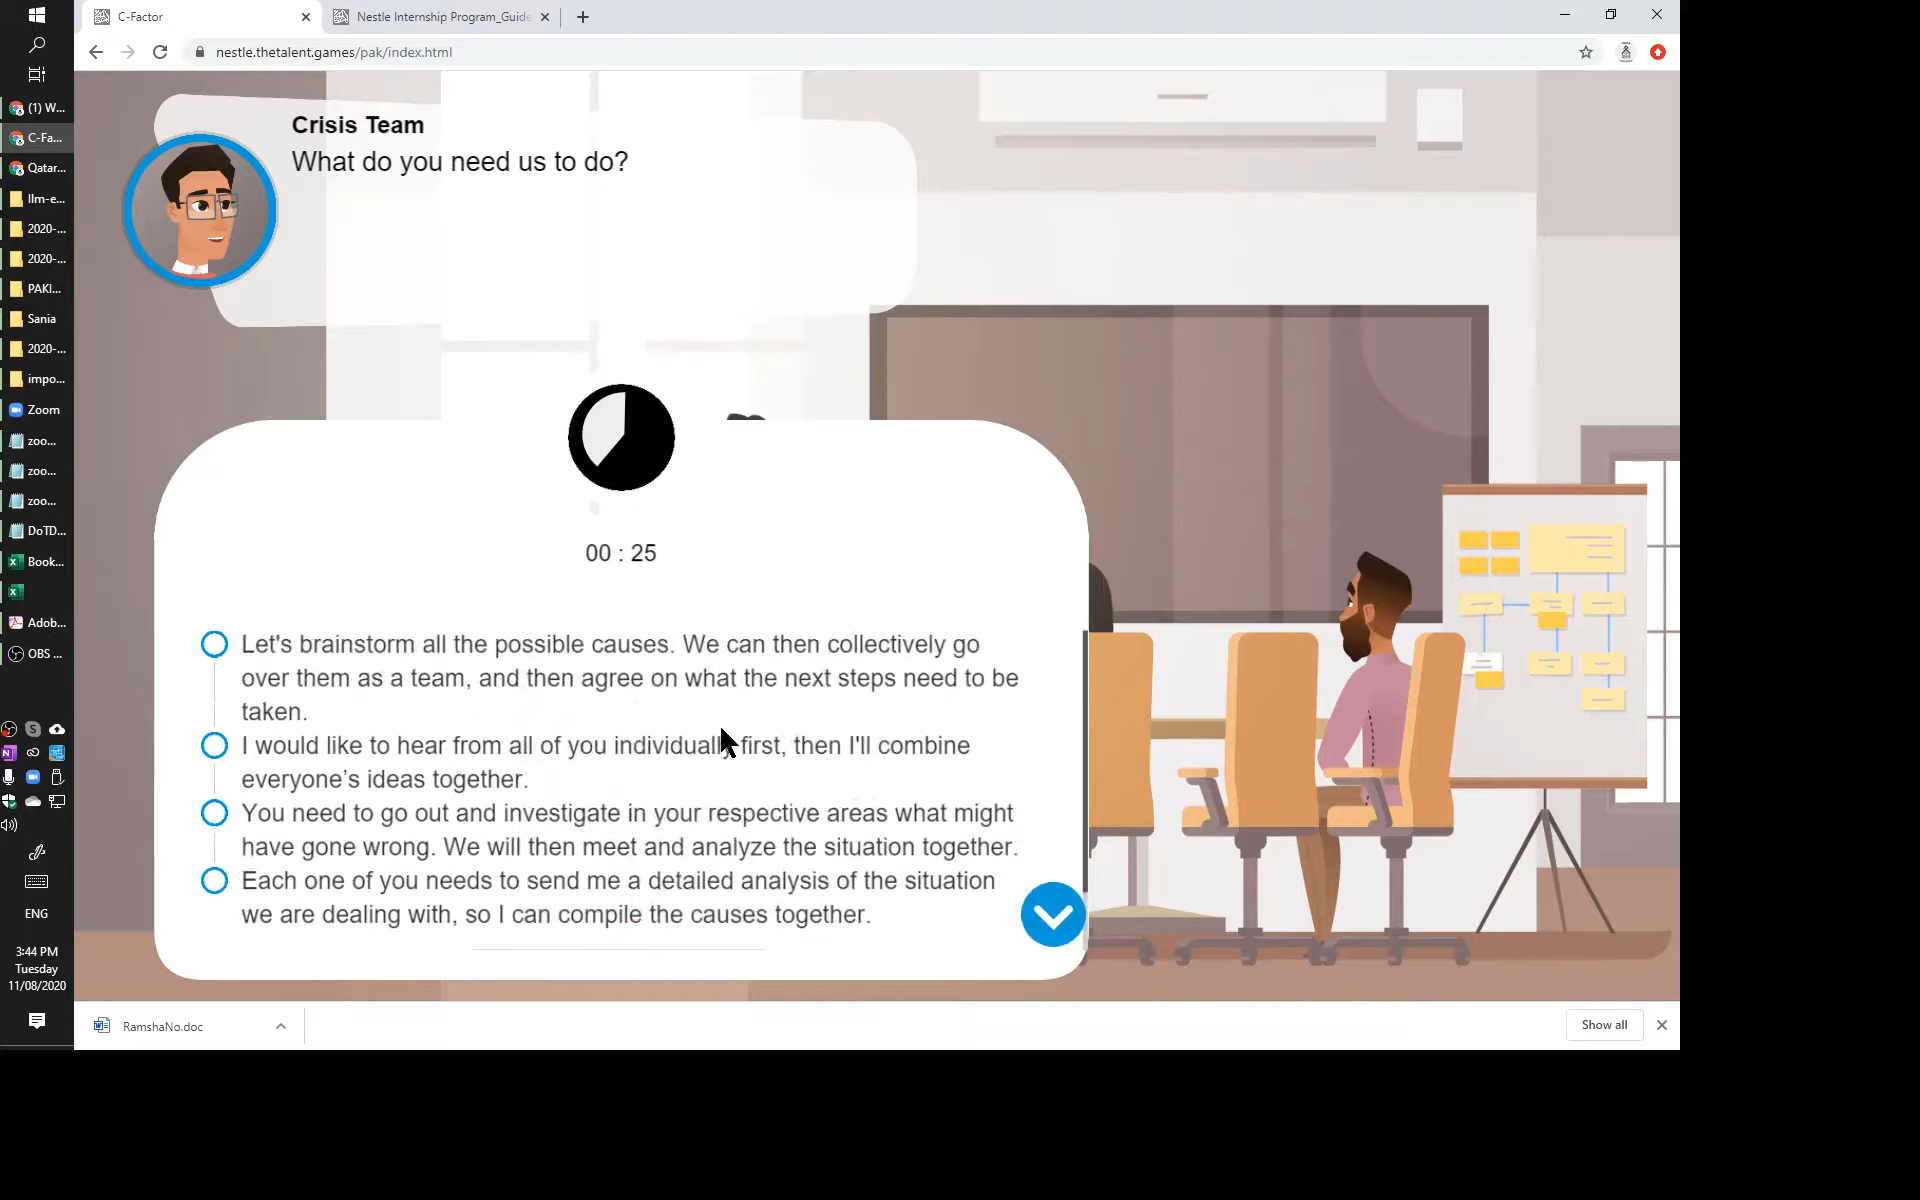 C-Factor
Nestle Internship Program_Guide
nestle.thetalent.games/pak/index.html
(1) W...
C-Fa...
Qatar...
llm-e...
2020-...
2020-...
PAKI...
Sania
2020-...
impo...
Zoom
zoo...
zoo...
zoo...
DoTD...
Book...
Adob...
OBS ...
ENG
3:44 PM
Tuesday
11/08/2020
Crisis Team
What do you need us to do?
00 : 25
Let's brainstorm all the possible causes. We can then collectively go
over them as a team, and then agree on what the next steps need to be
taken.
I would like to hear from all of you individually first, then I'll combine
everyone’s ideas together.
You need to go out and investigate in your respective areas what might
have gone wrong. We will then meet and analyze the situation together.
Each one of you needs to send me a detailed analysis of the situation
we are dealing with, so I can compile the causes together.
RamshaNo.doc
Show all